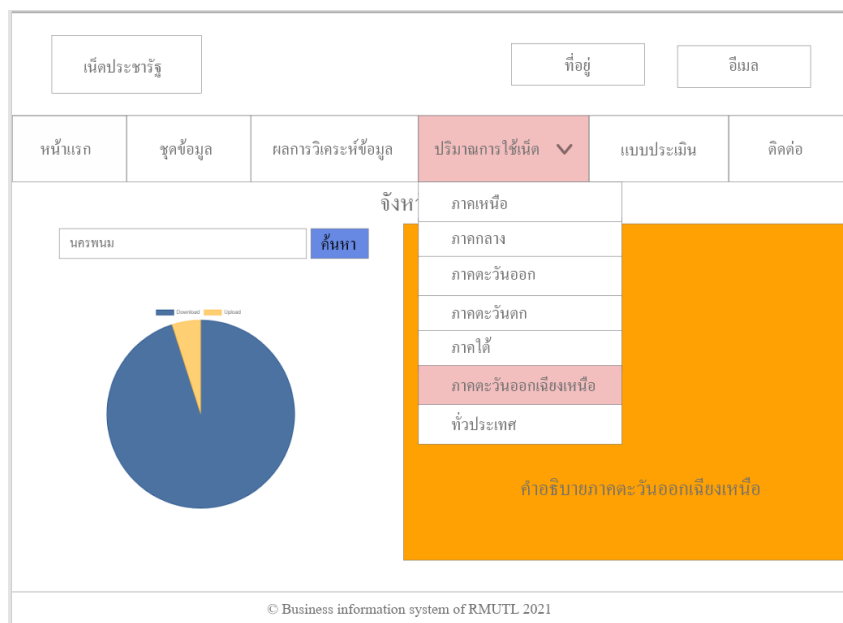 เน็ตประชารัฐ
ที่อยู่
อีเมล
หน้าแรก
ชุดข้อมูล
ผลการวิเคระห์ข้อมูล
ปริมาณการใช้เน็ต
แบบประเมิน
ติดต่อ
ภาคเหนือ
ภาคกลาง
ภาคตะวันออก
ภาคตะวันตก
ภาคใต้
ภาคตะวันออกเฉียงเหนือ
ทั่วประเทศ
นครพนม
ค้นหา
Download
Upload
คำอธิบายภาคตะวันออกเฉียงเหนือ
© Business information system of RMUTL 2021